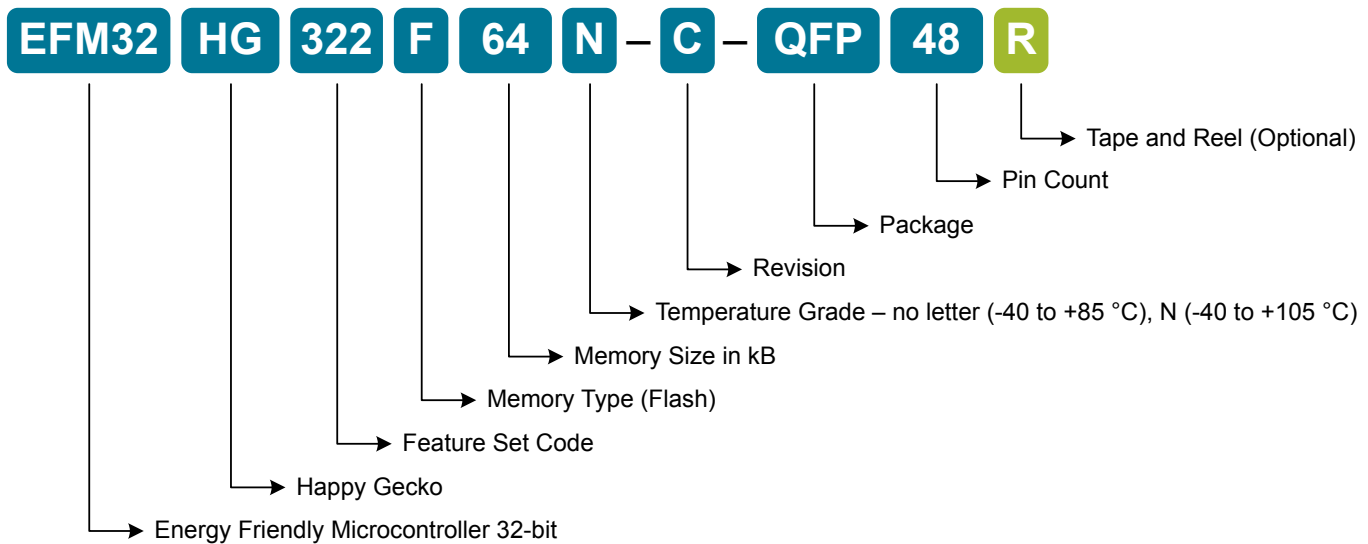 EFM32 HG 322 F 64 N – C – QFP 48 R
Tape and Reel (Optional)
Pin Count
Package
Revision
Temperature Grade – no letter (-40 to +85 °C), N (-40 to +105 °C)
Memory Size in kB
Memory Type (Flash)
Feature Set Code
Happy Gecko
Energy Friendly Microcontroller 32-bit